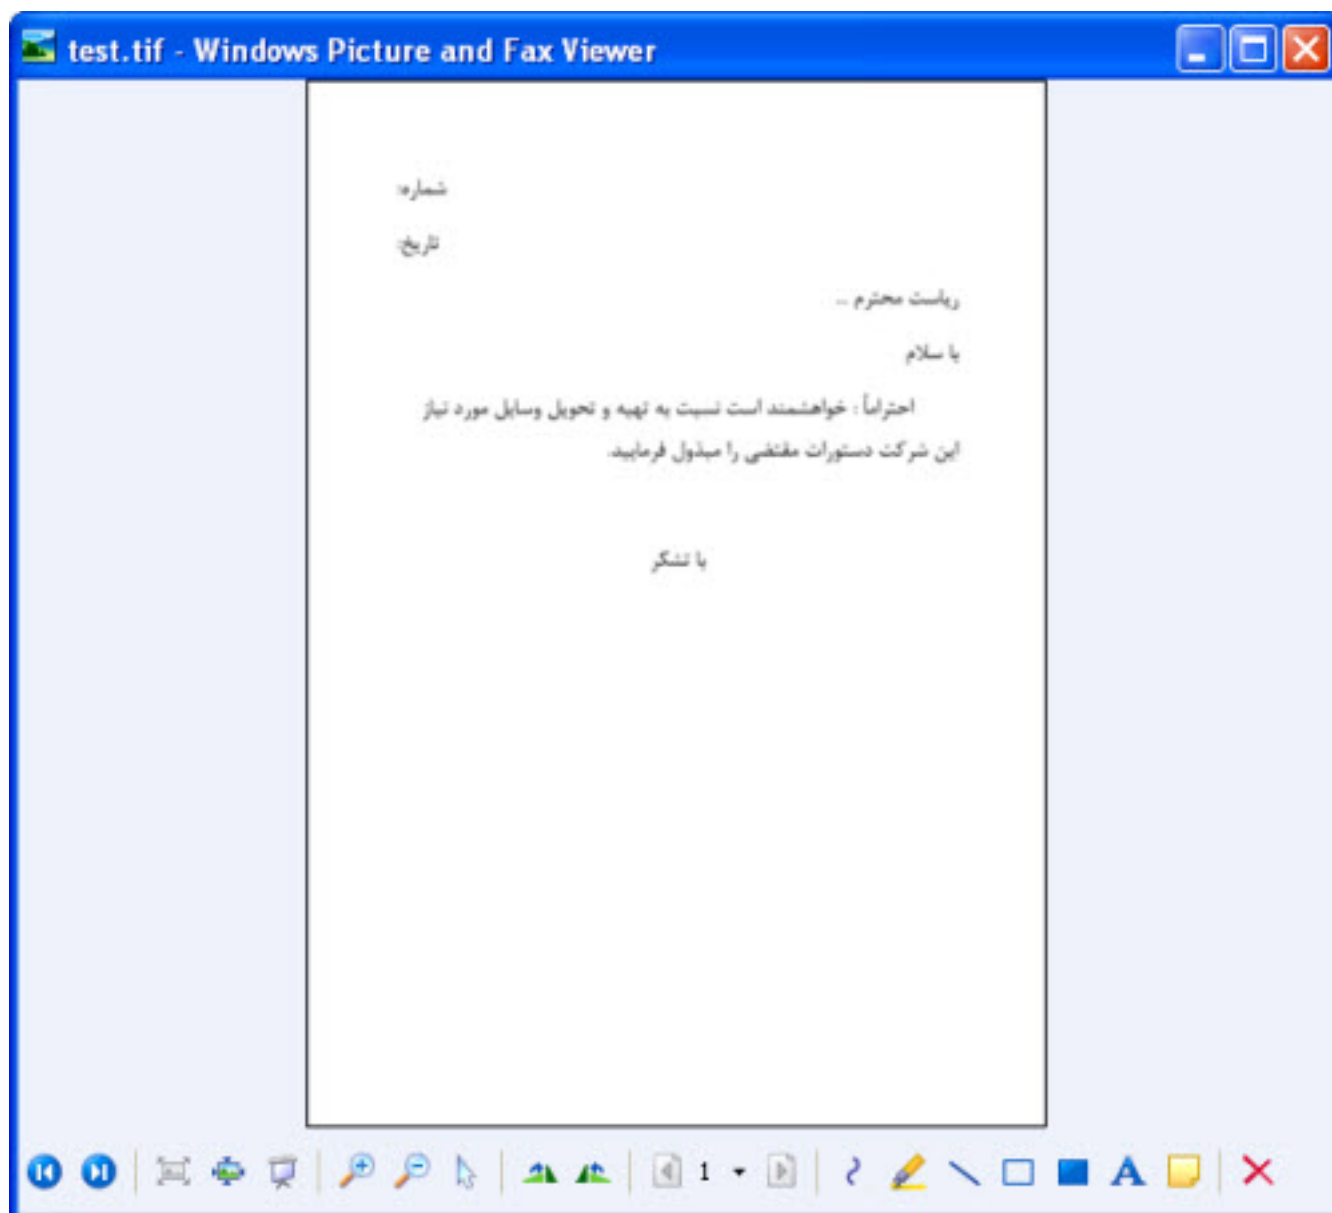 test.tif - Windows Picture and Fax Viewer
شماره:
تاریخ:
ریاست محترم ...
با سلام
احتراماً : خواهشمند است نسبت به تهیه و تحویل وسایل مورد نیاز
این شرکت دستورات مقتضی را مبذول فرمایید.
با تشکر
1
A